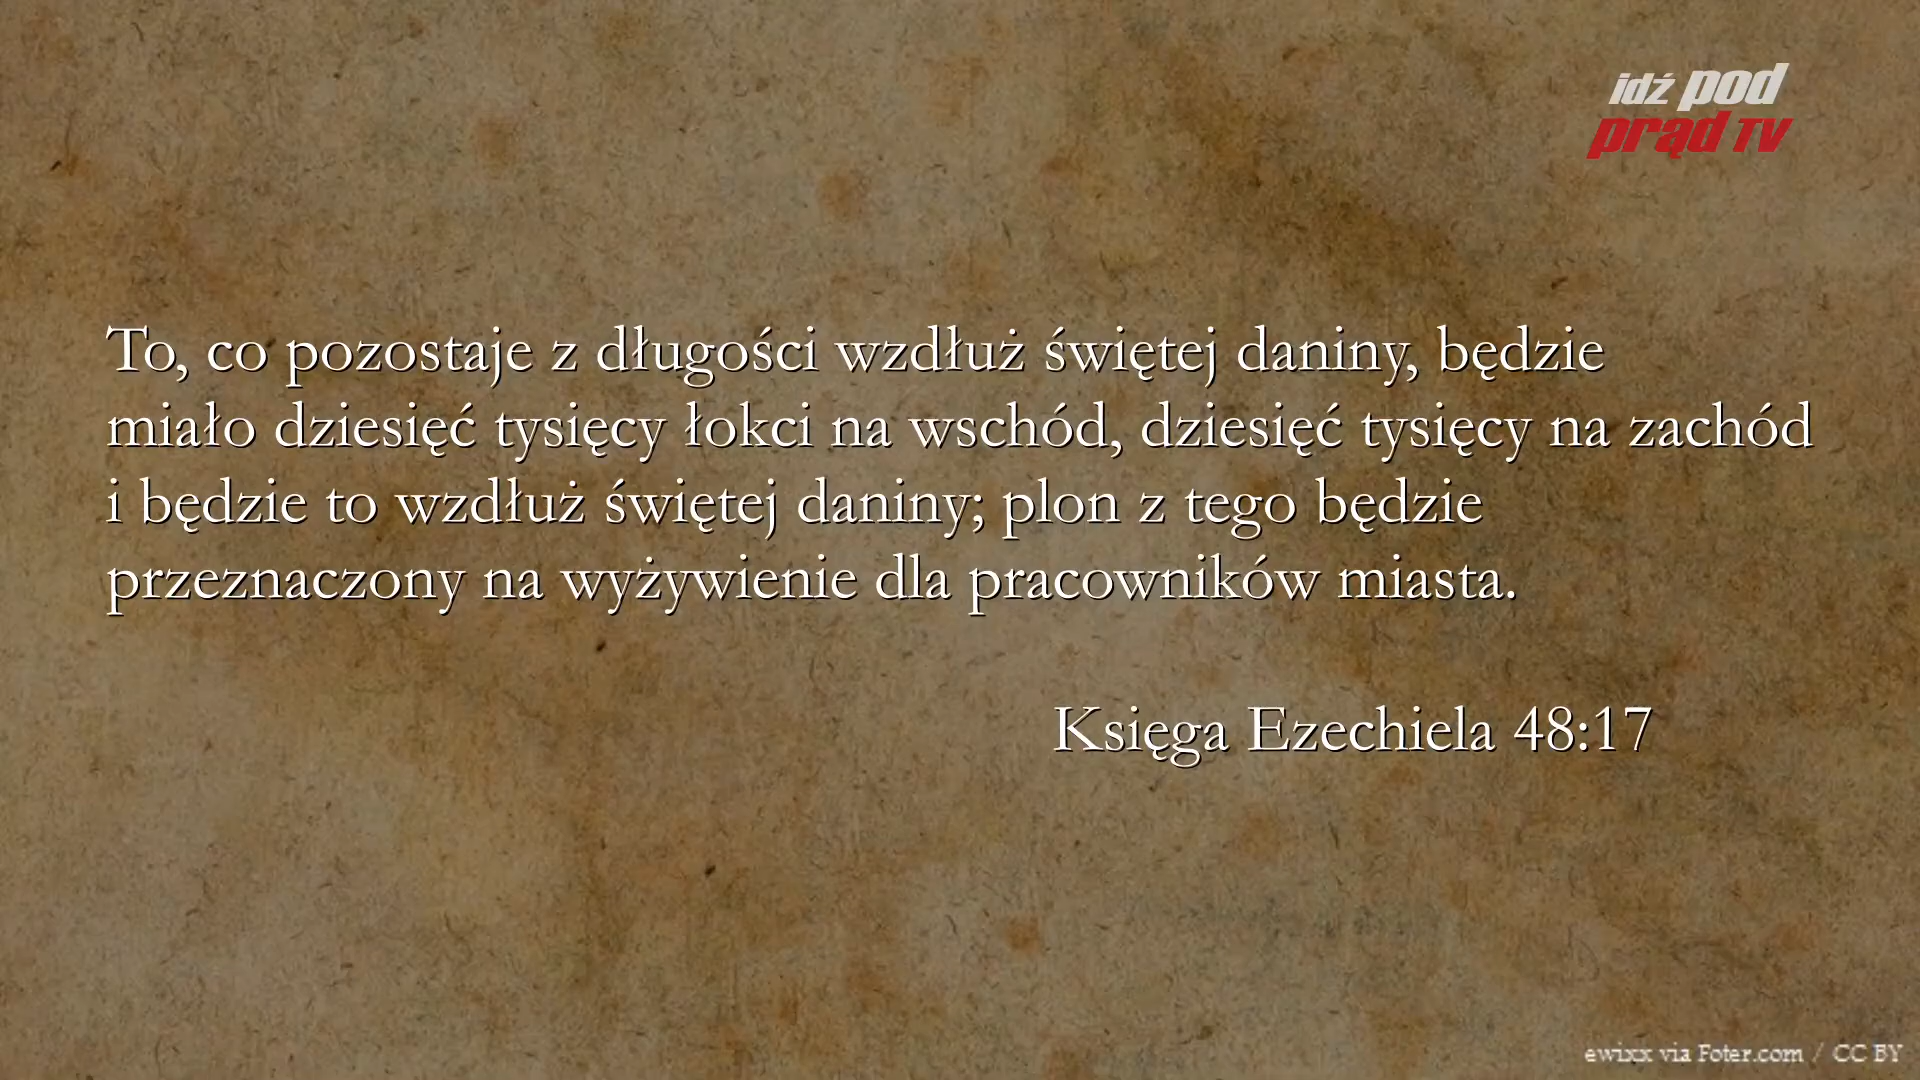 idź pod
prąd TV
To, co pozostaje z długości wzdłuż świętej daniny, będzie
miało dziesięć tysięcy łokci na wschód, dziesięć tysięcy na zachód
i będzie to wzdłuż świętej daniny; plon z tego będzie
przeznaczony na wyżywienie dla pracowników miasta.
Księga Ezechiela 48:17
ewixx via Foter.com / CC BY